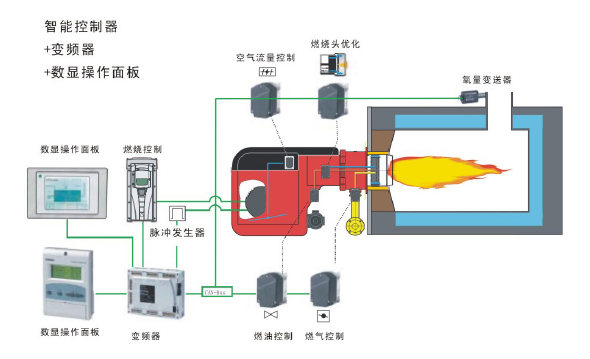 智能控制器
+变频器
+数显操作面板
空气流量控制
燃烧头优化
氧量变送器
数显操作面板
燃烧控制
脉冲发生器
CAN-Bus
数显操作面板
变频器
燃油控制
燃气控制